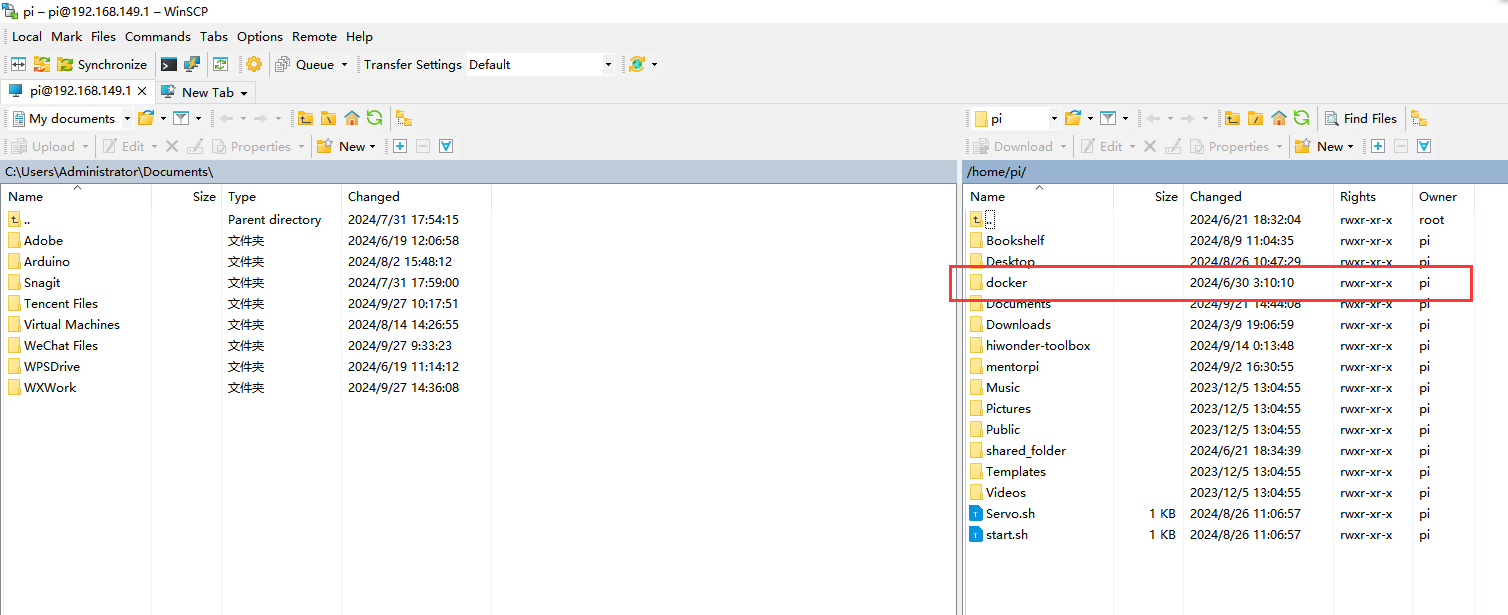 pi – pi@192.168.149.1 – WinSCP
Local Mark Files Commands Tabs Options Remote Help
Synchronize Queue Transfer Settings Default
pi@192.168.149.1 New Tab
My documents
Upload Edit Properties New
C:\Users\Administrator\Documents\
Name Size Type Changed
.. Parent directory 2024/7/31 17:54:15
Adobe 文件夹 2024/6/19 12:06:58
Arduino 文件夹 2024/8/2 15:48:12
Snagit 文件夹 2024/7/31 17:59:00
Tencent Files 文件夹 2024/9/27 10:17:51
Virtual Machines 文件夹 2024/8/14 14:26:55
WeChat Files 文件夹 2024/9/27 9:33:23
WPSDrive 文件夹 2024/6/19 11:14:12
WXWork 文件夹 2024/9/27 14:36:08
pi Find Files
Download Edit Properties New
/home/pi/
Name Size Changed Rights Owner
.. 2024/6/21 18:32:04 rwxr-xr-x root
Bookshelf 2024/8/9 11:04:35 rwxr-xr-x pi
Desktop 2024/8/26 10:47:29 rwxr-xr-x pi
docker 2024/6/30 3:10:10 rwxr-xr-x pi
Documents 2024/9/21 14:44:08 rwxr-xr-x pi
Downloads 2024/3/9 19:06:59 rwxr-xr-x pi
hiwonder-toolbox 2024/9/14 0:13:48 rwxr-xr-x pi
mentorpi 2024/9/2 16:30:55 rwxr-xr-x pi
Music 2023/12/5 13:04:55 rwxr-xr-x pi
Pictures 2023/12/5 13:04:55 rwxr-xr-x pi
Public 2023/12/5 13:04:55 rwxr-xr-x pi
shared_folder 2024/6/21 18:34:39 rwxr-xr-x pi
Templates 2023/12/5 13:04:55 rwxr-xr-x pi
Videos 2023/12/5 13:04:55 rwxr-xr-x pi
Servo.sh 1 KB 2024/8/26 11:06:57 rwxr-xr-x pi
start.sh 1 KB 2024/8/26 11:06:57 rwxr-xr-x pi